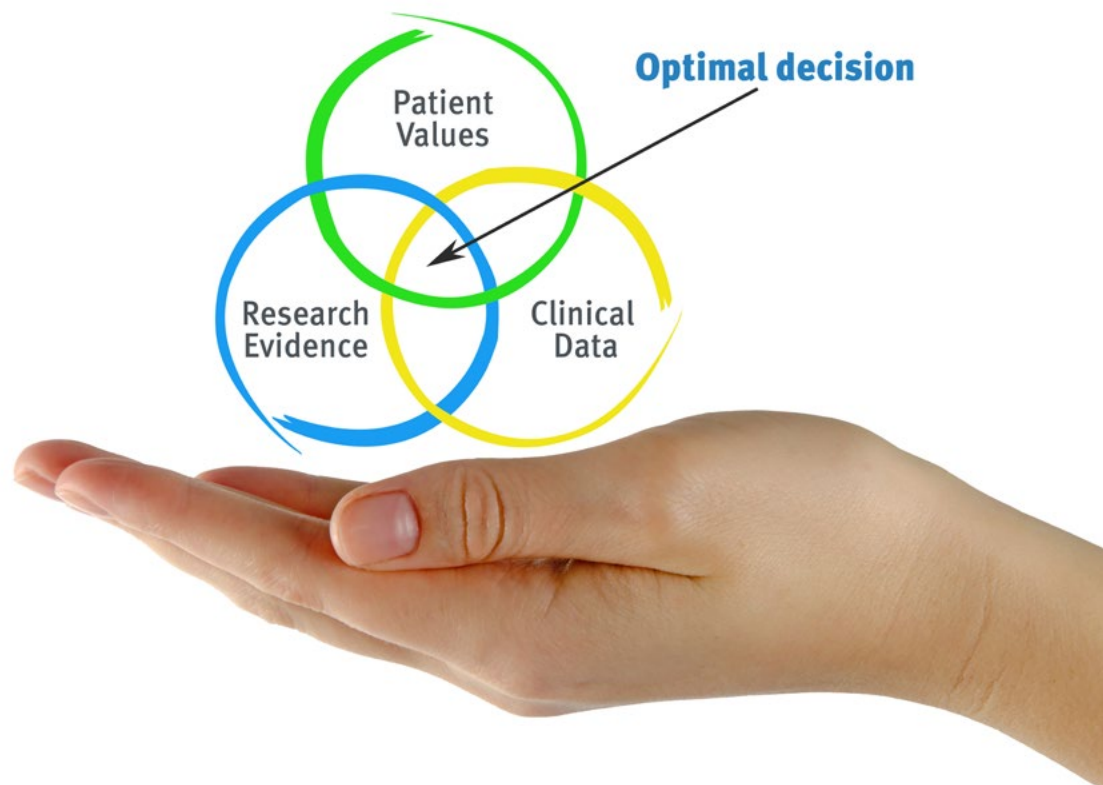 Optimal decision
Patient
Values
Research
Evidence
Clinical
Data